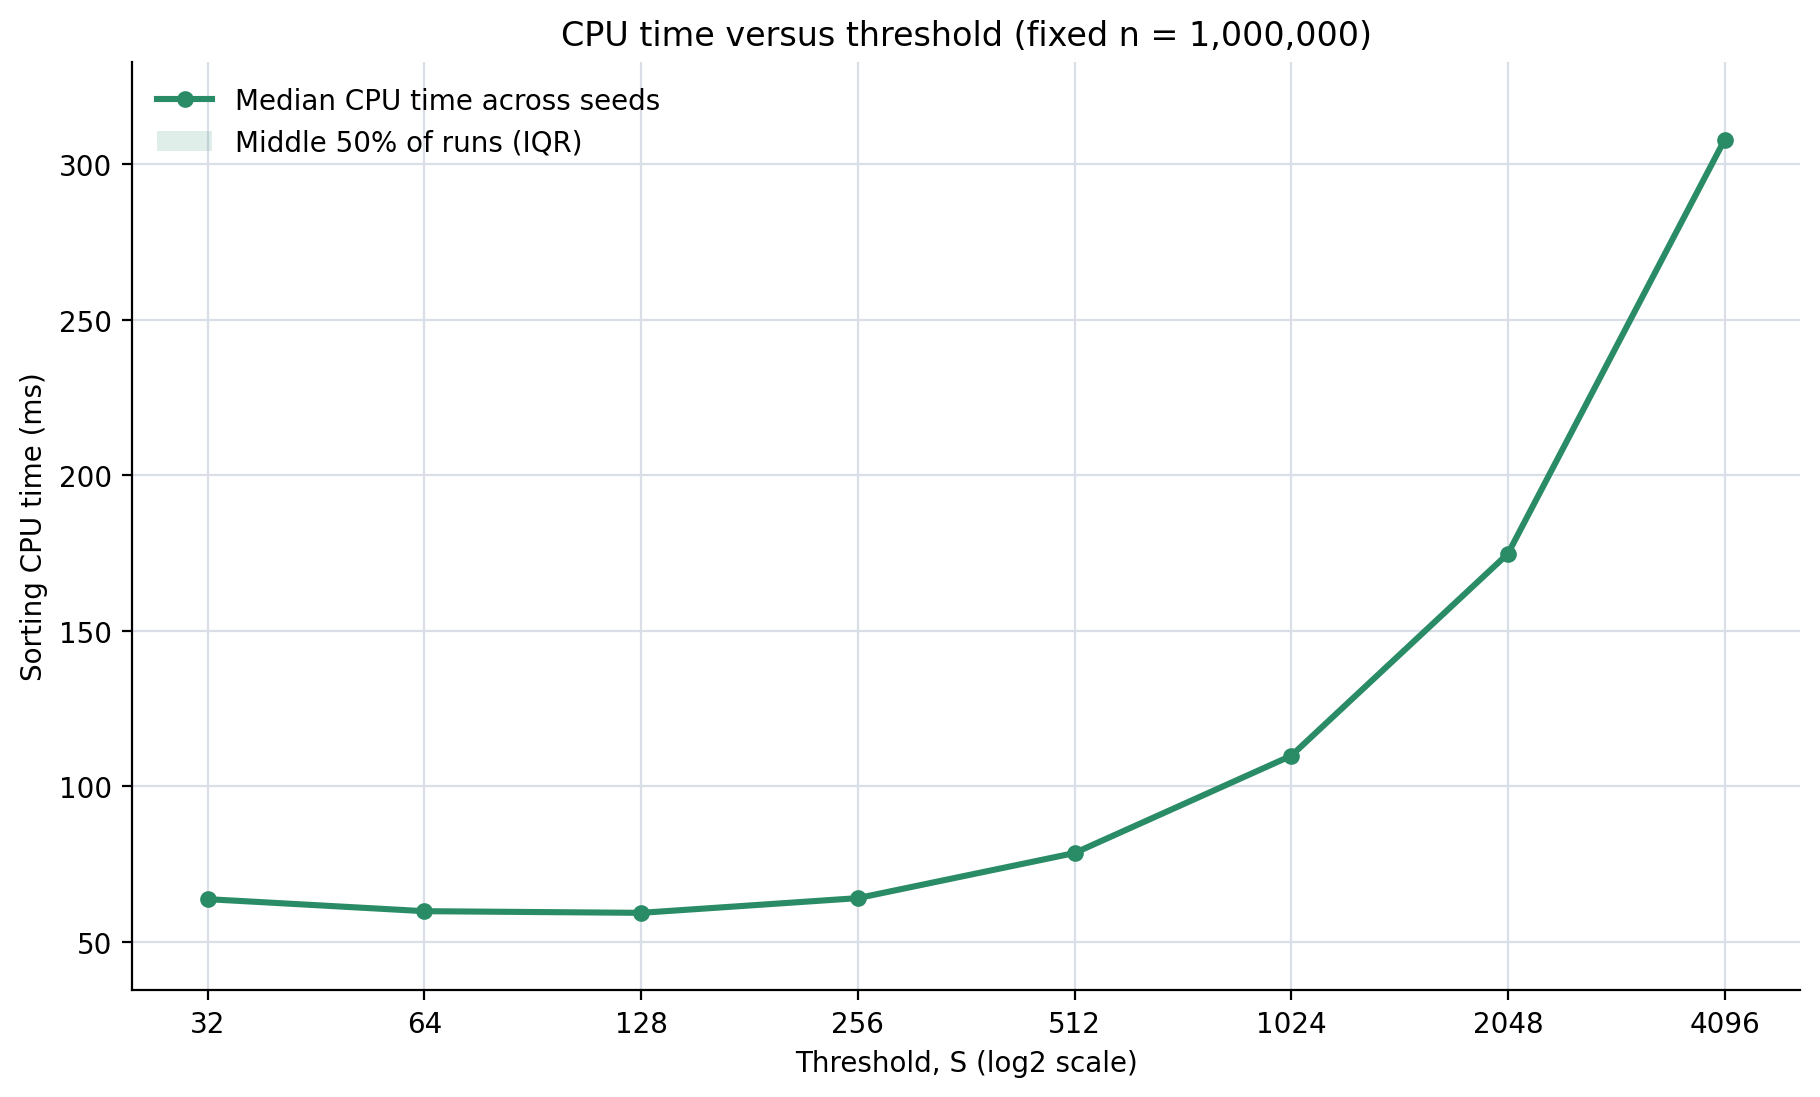 CPU time versus threshold (fixed n = 1,000,000)
Median CPU time across seeds
Middle 50% of runs (IQR)
Sorting CPU time (ms)
300
250
200
150
100
50
32 64 128 256 512 1024 2048 4096
Threshold, S (log2 scale)